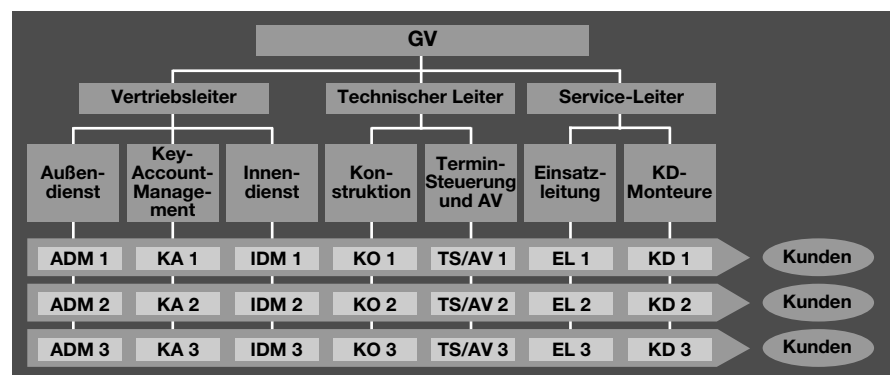 GV
Vertriebsleiter
Technischer Leiter
Service-Leiter
Außen-
dienst
Key-
Account-
Manage-
ment
Innen-
dienst
Kon-
struktion
Termin-
Steuerung
und AV
Einsatz-
leitung
KD-
Monteure
ADM 1 KA 1 IDM 1 KO 1 TS/AV 1 EL 1 KD 1 Kunden
ADM 2 KA 2 IDM 2 KO 2 TS/AV 2 EL 2 KD 2 Kunden
ADM 3 KA 3 IDM 3 KO 3 TS/AV 3 EL 3 KD 3 Kunden